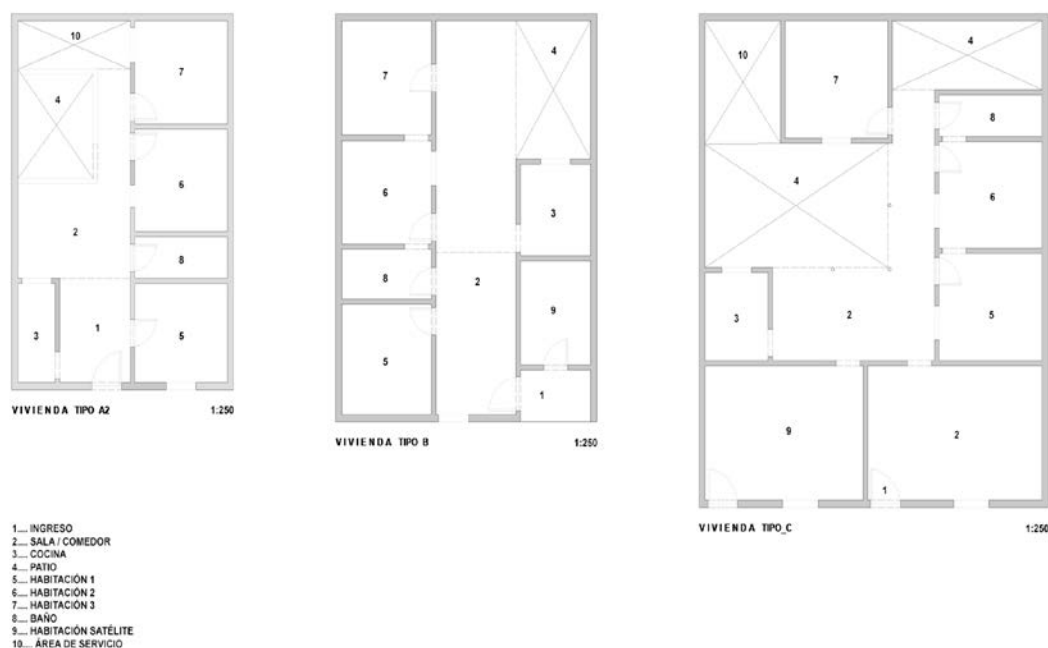 10
7
4
6
2
8
3
1
5
VIVIENDA TIPO A2 1:250
7
4
6
3
8
2
9
5
1
VIVIENDA TIPO B 1:250
10
7
4
8
4
6
3
2
5
9
2
1
VIVIENDA TIPO_C 1:250
1.... INGRESO
2.... SALA / COMEDOR
3.... COCINA
4.... PATIO
5.... HABITACIÓN 1
6.... HABITACIÓN 2
7.... HABITACIÓN 3
8.... BAÑO
9.... HABITACIÓN SATÉLITE
10.... ÁREA DE SERVICIO